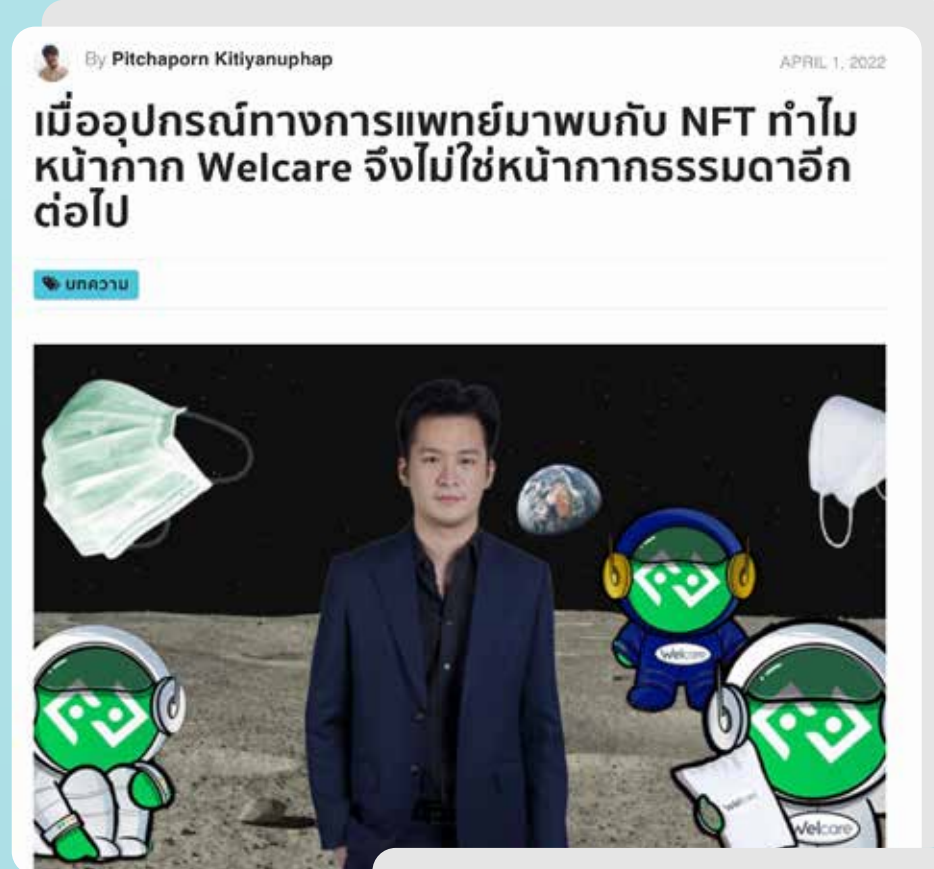 By Pitchaporn Kitiyanuphap
APRIL 1, 2022
เมื่ออุปกรณ์ทางการแพทย์มาพบกับ NFT ทำไม
หน้ากาก Welcare จึงไม่ใช่หน้ากากธรรมดาอีก
ต่อไป
บทความ
Welcare
Welcare
Welcare